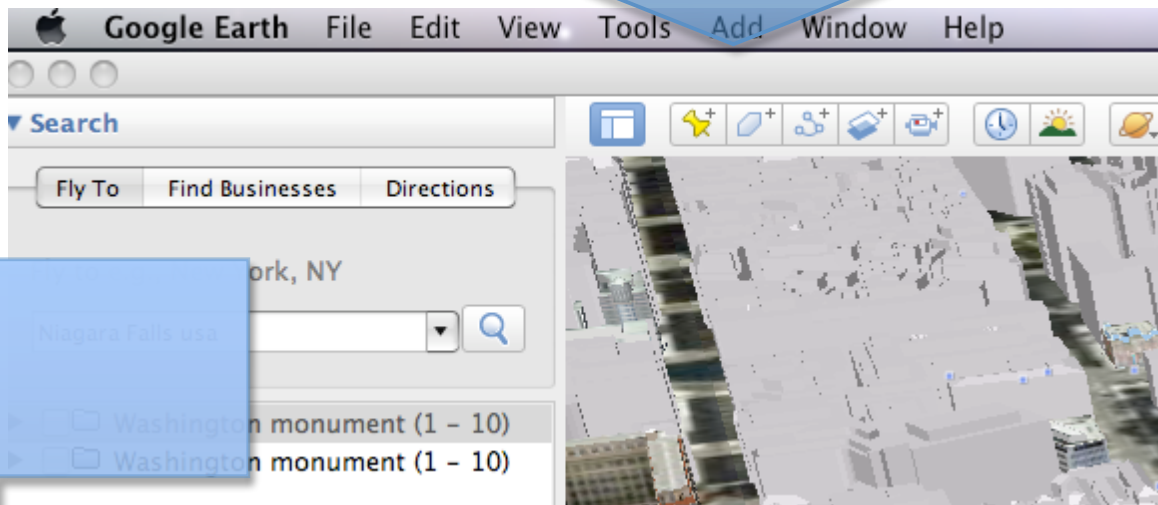 Google Earth File Edit View Tools Add Window Help
Search
Fly To Find Businesses Directions
ork, NY
Niagara Falls usa
Washington monument (1 – 10)
Washington monument (1 – 10)